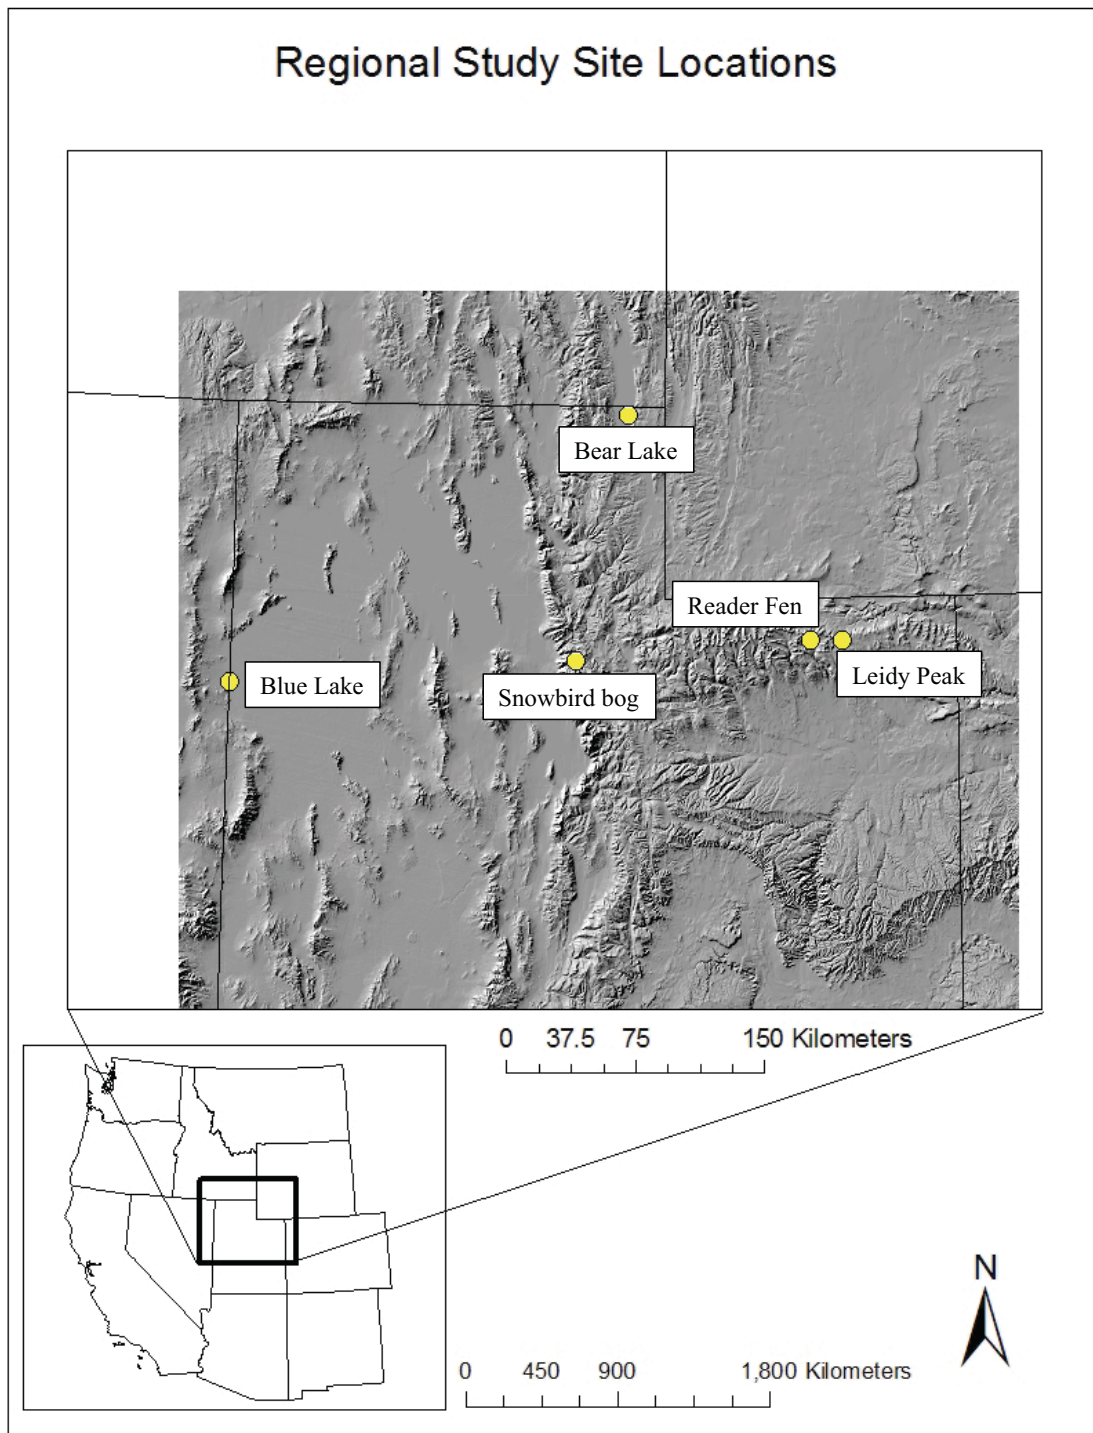 Regional Study Site Locations
Bear Lake
Reader Fen
Leidy Peak
Blue Lake
Snowbird bog
0 37.5 75 150 Kilometers
N
0 450 900 1,800 Kilometers